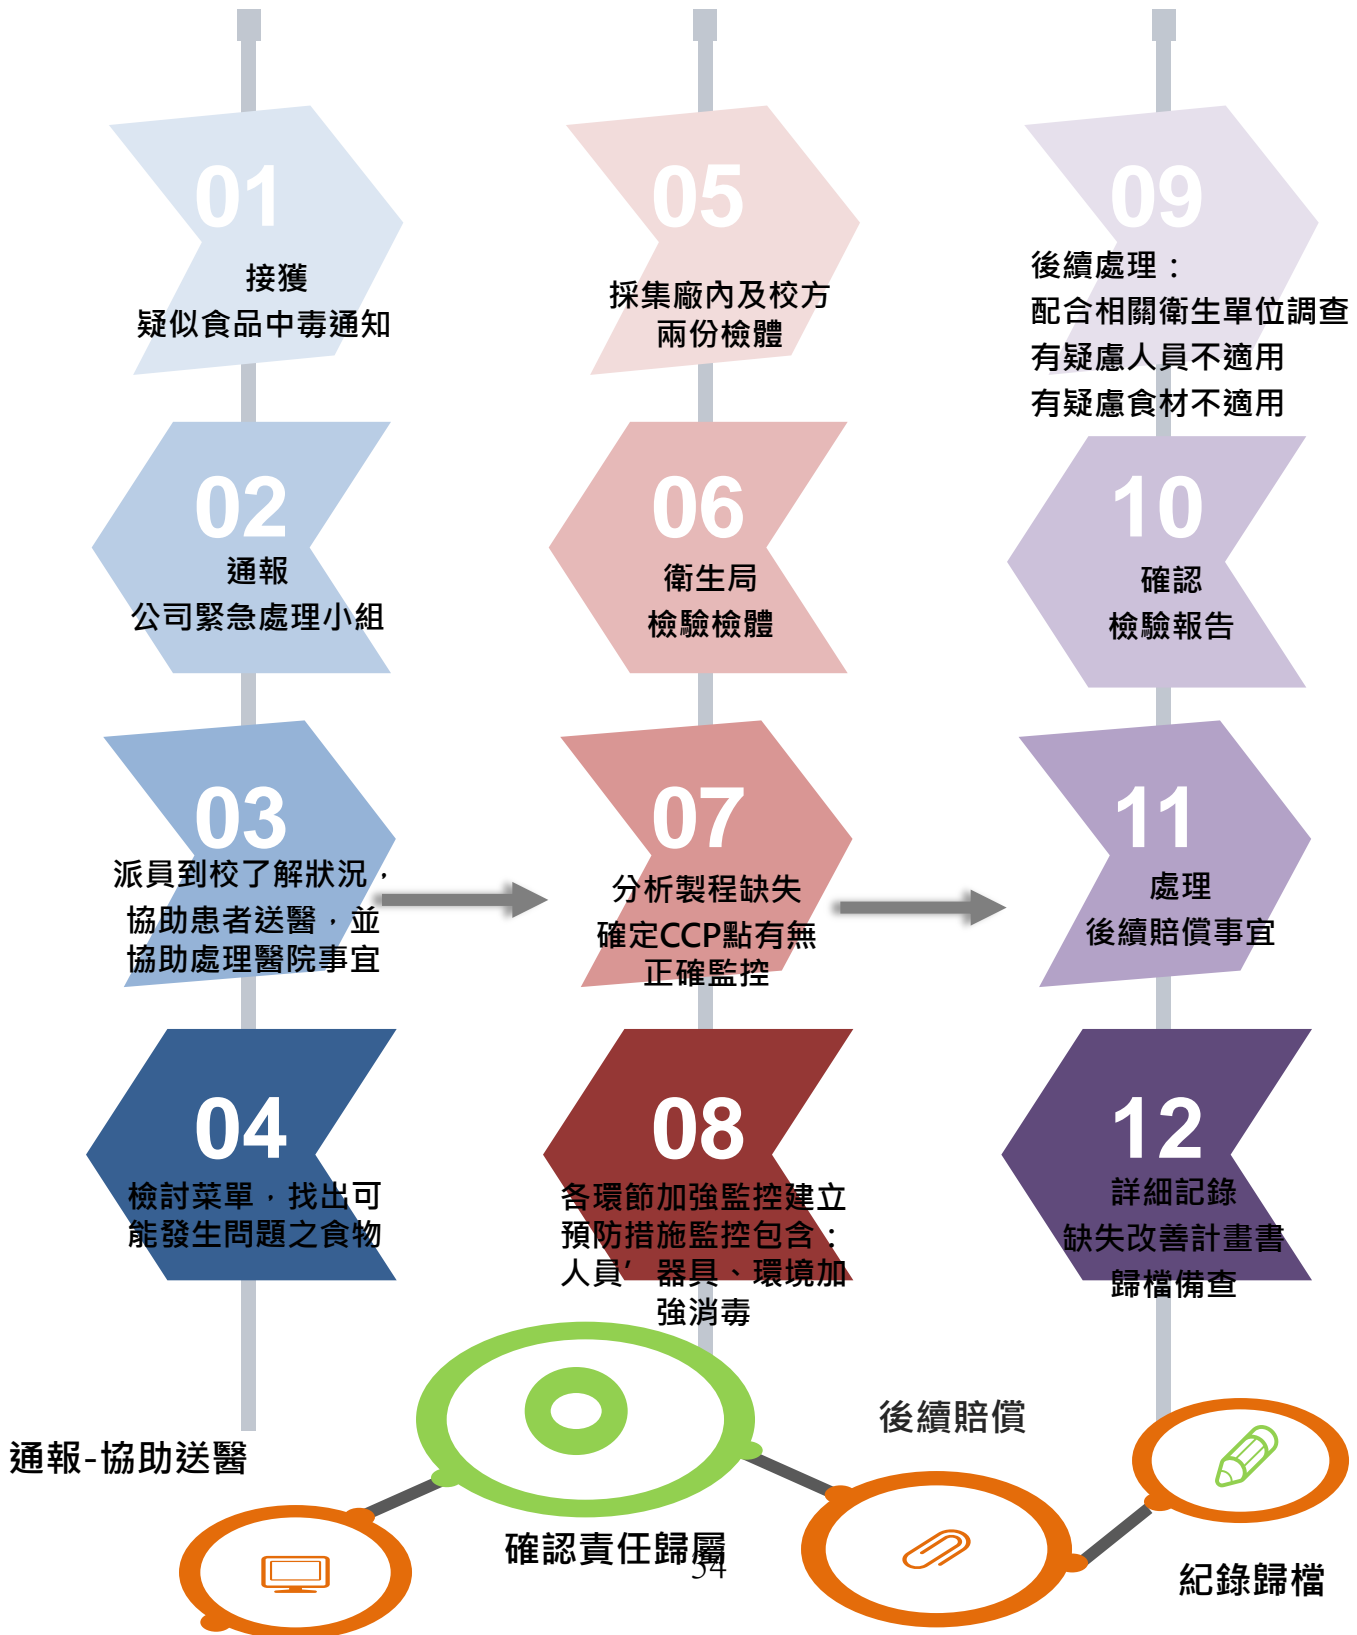 01
接獲
疑似食品中毒通知
02
通報
公司緊急處理小組
03
派員到校了解狀況，
協助患者送醫，並
協助處理醫院事宜
04
檢討菜單，找出可
能發生問題之食物
05
採集廠內及校方
兩份檢體
06
衛生局
檢驗檢體
07
分析製程缺失
確定CCP點有無
正確監控
08
各環節加強監控建立
預防措施監控包含：
人員’器具、環境加
強消毒
09
後續處理：
配合相關衛生單位調查
有疑慮人員不適用
有疑慮食材不適用
10
確認
檢驗報告
11
處理
後續賠償事宜
12
詳細記錄
缺失改善計畫書
歸檔備查
通報-協助送醫
確認責任歸屬
後續賠償
紀錄歸檔
34